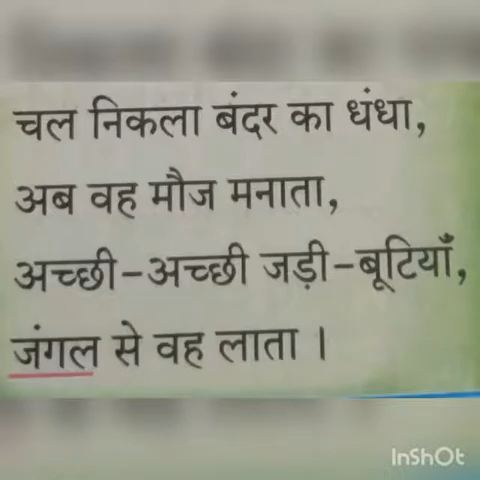 चल निकला बंदर का धंधा,
अब वह मौज मनाता,
अच्छी-अच्छी जड़ी-बूटियाँ,
जंगल से वह लाता ।
InShOt